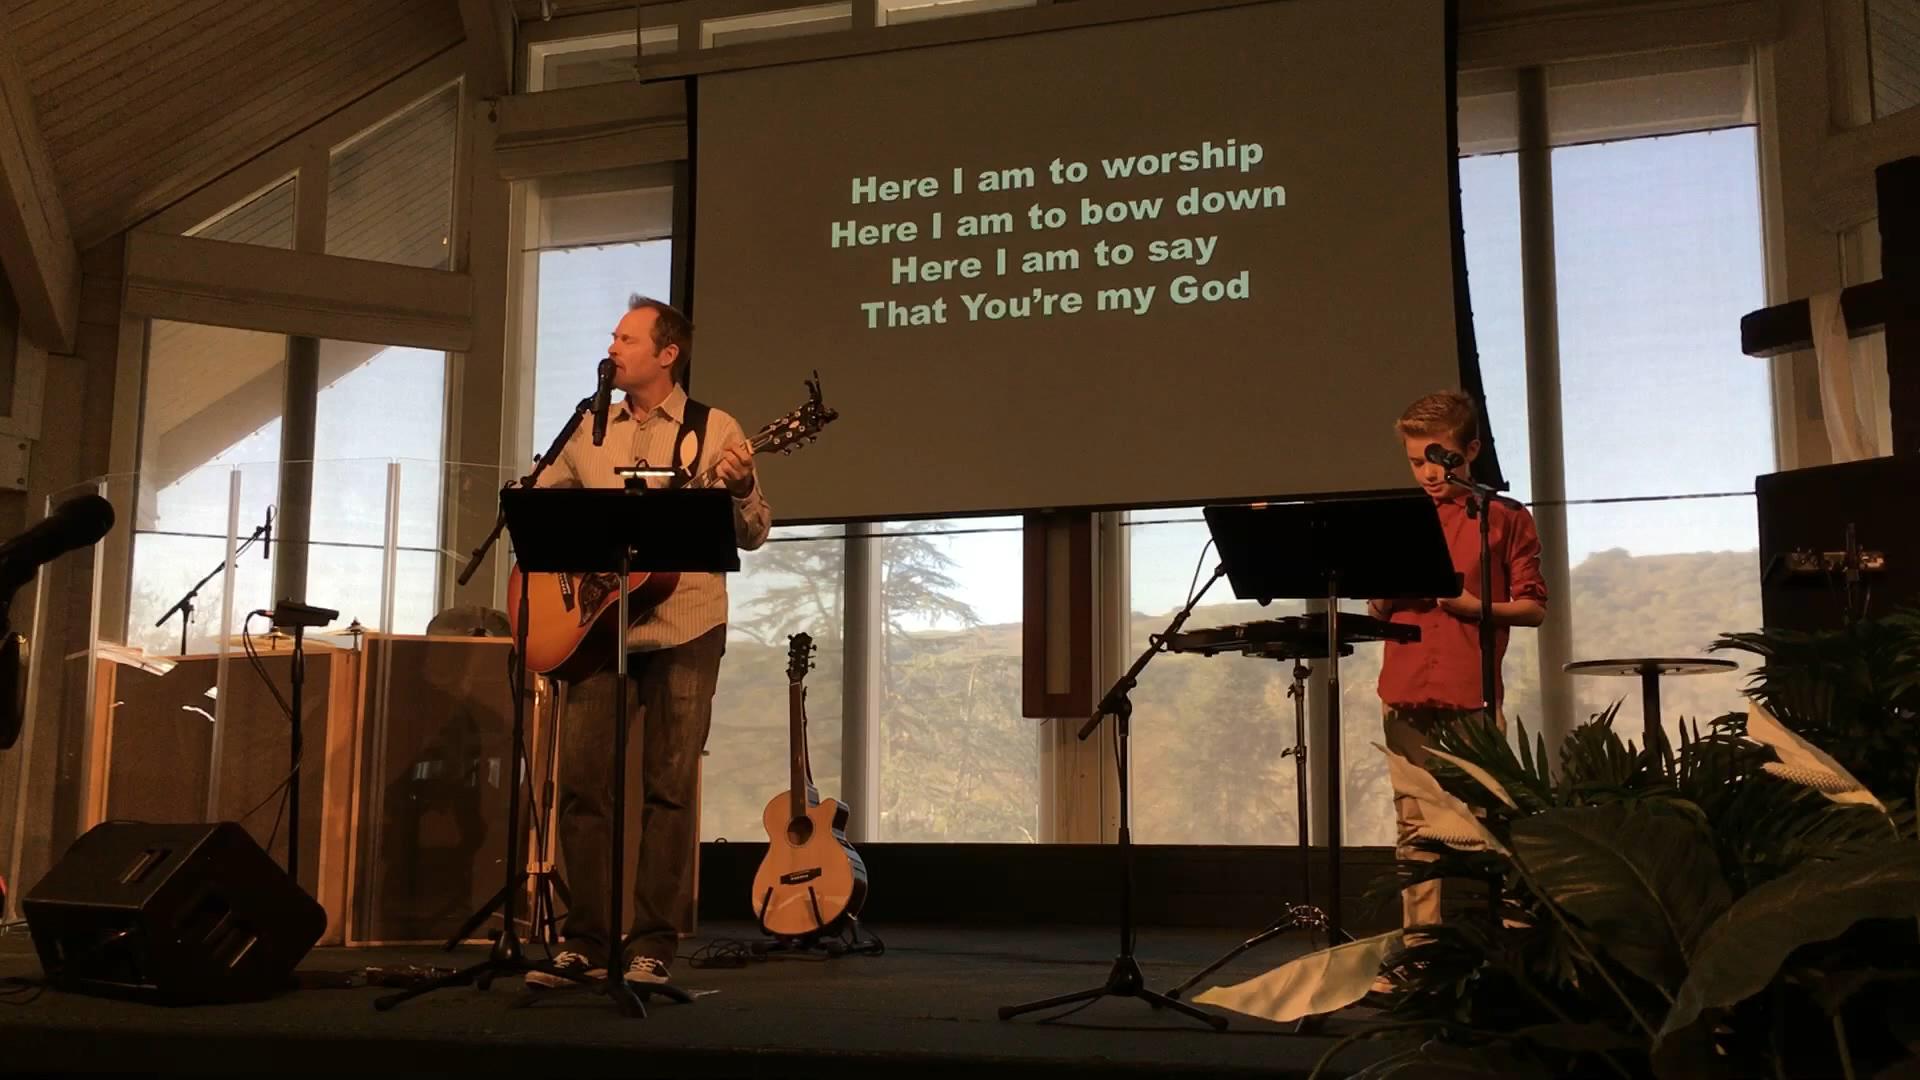 Here I am to worship
Here I am to bow down
Here I am to say
That You’re my God